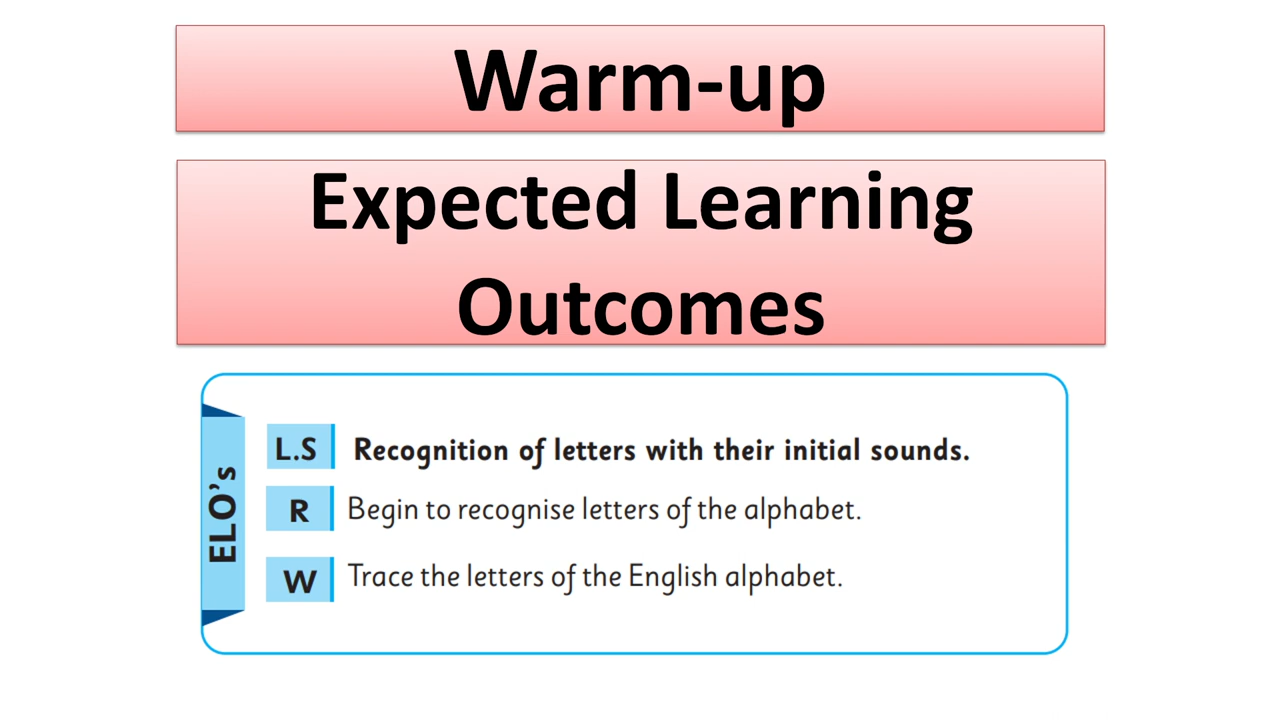 Warm-up
Expected Learning
Outcomes
ELO's
L.S Recognition of letters with their initial sounds.
R Begin to recognise letters of the alphabet.
W Trace the letters of the English alphabet.